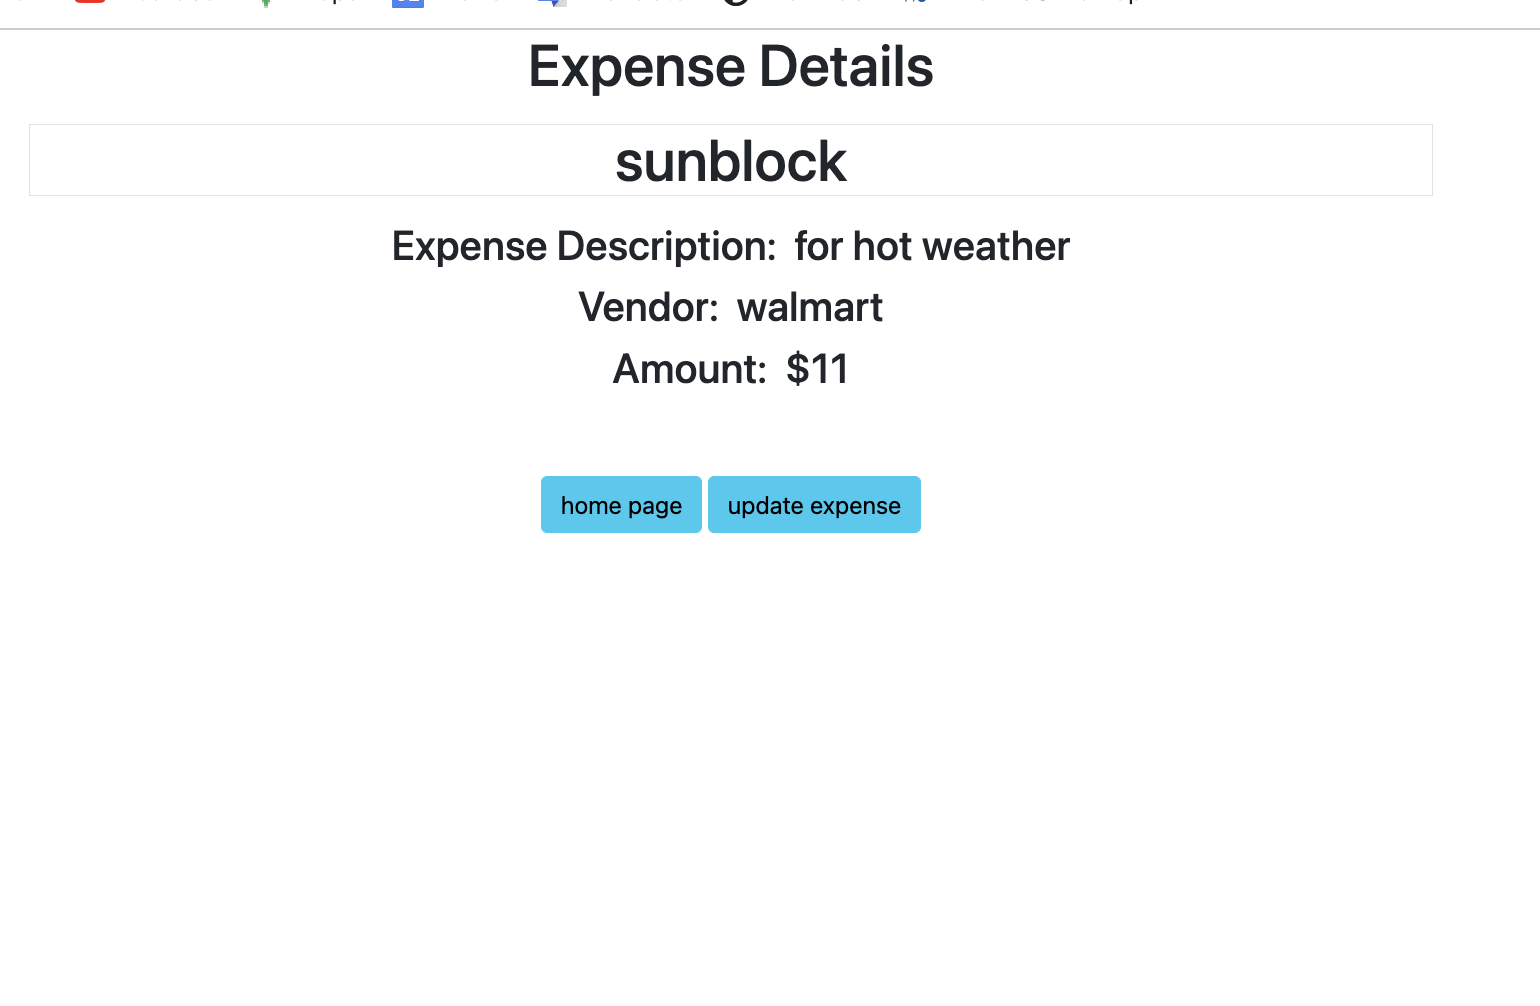 Expense Details
sunblock
Expense Description: for hot weather
Vendor: walmart
Amount: $11
home page update expense